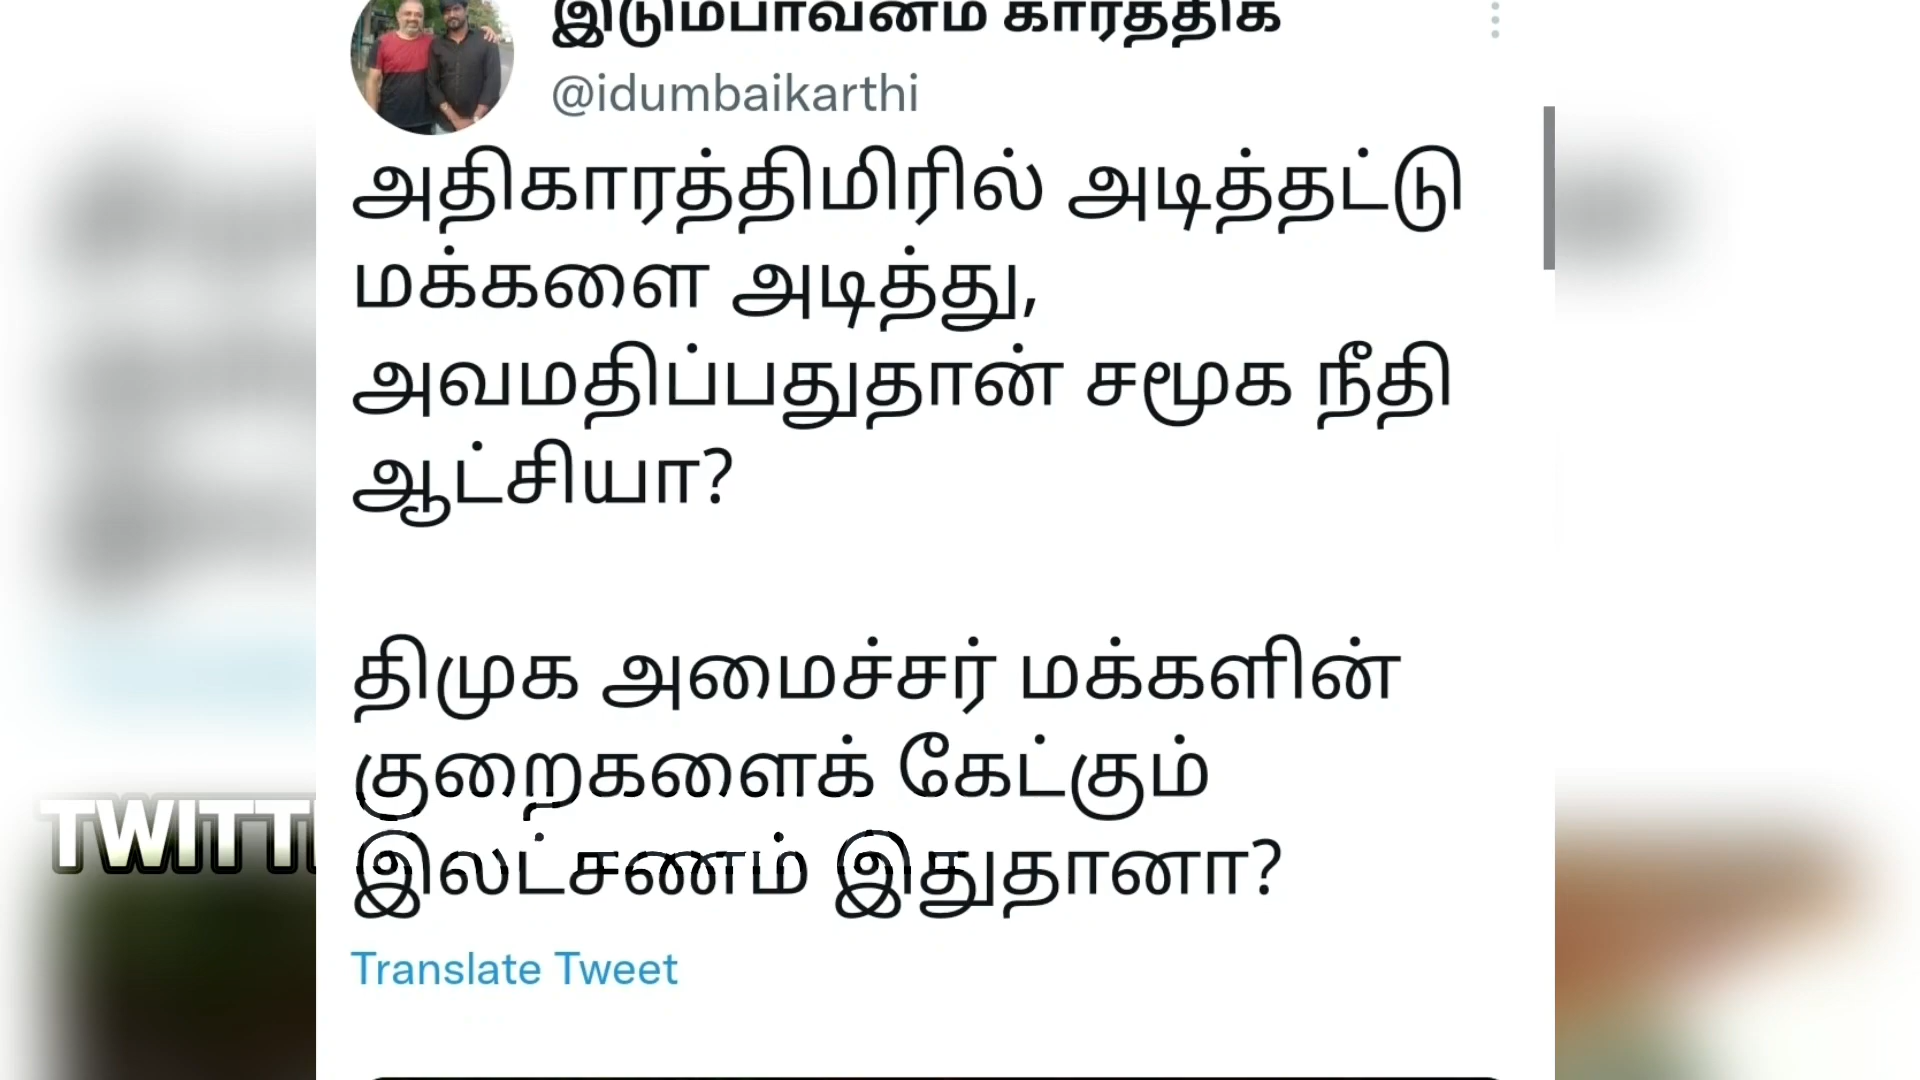 இடும்பாவனம் கார்த்திக்
@idumbaikarthi
அதிகாரத்திமிரில் அடித்தட்டு
மக்களை அடித்து,
அவமதிப்பதுதான் சமூக நீதி
ஆட்சியா?
திமுக அமைச்சர் மக்களின்
குறைகளைக் கேட்கும்
இலட்சணம் இதுதானா?
TWITT
Translate Tweet